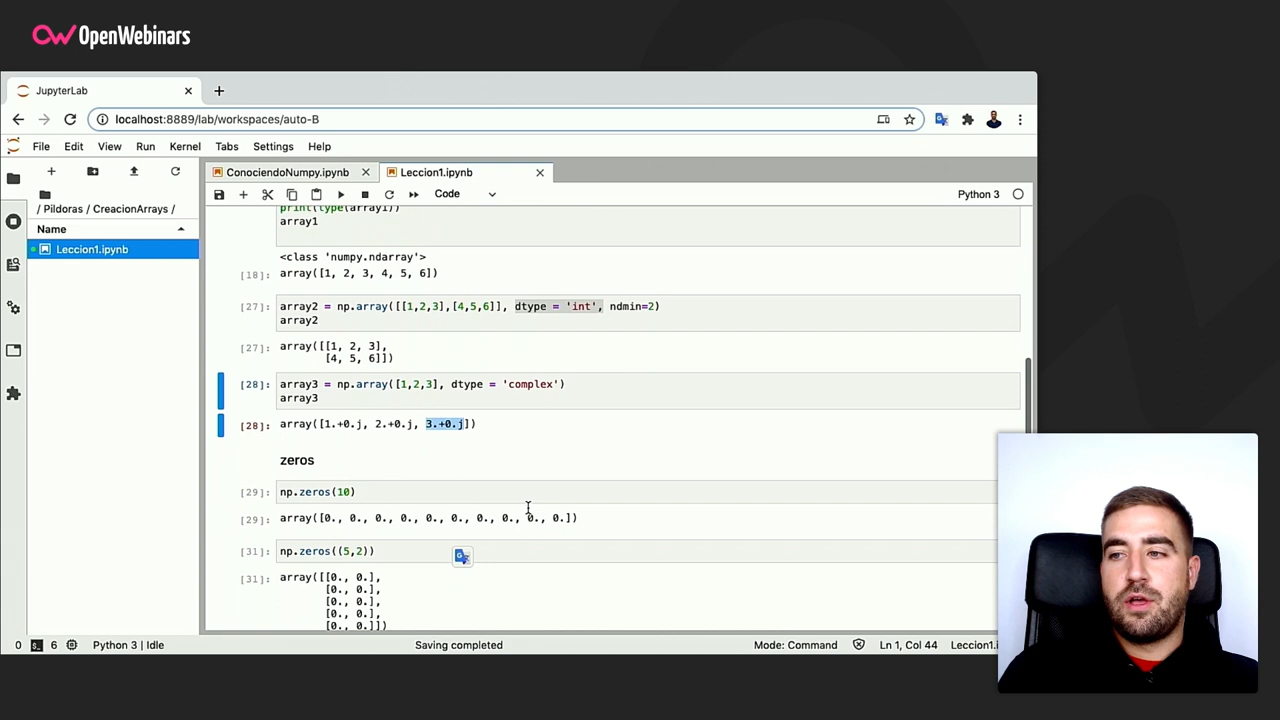 OpenWebinars
JupyterLab
localhost:8889/lab/workspaces/auto-B
File Edit View Run Kernel Tabs Settings Help
ConociendoNumpy.ipynb Leccion1.ipynb
Code Python 3
/ Pildoras / CreacionArrays /
Name
Leccion1.ipynb
print(type(array1))
array1
<class 'numpy.ndarray'>
[18]: array([1, 2, 3, 4, 5, 6])
[27]: array2 = np.array([[1,2,3],[4,5,6]], dtype = 'int', ndmin=2)
array2
[27]: array([[1, 2, 3],
[4, 5, 6]])
[28]: array3 = np.array([1,2,3], dtype = 'complex')
array3
[28]: array([1.+0.j, 2.+0.j, 3.+0.j])
zeros
[29]: np.zeros(10)
[29]: array([0., 0., 0., 0., 0., 0., 0., 0., 0., 0.])
[31]: np.zeros((5,2))
[31]: array([[0., 0.],
[0., 0.],
[0., 0.],
[0., 0.],
[0., 0.]])
0 6 Python 3 | Idle Saving completed Mode: Command Ln 1, Col 44 Leccion1.